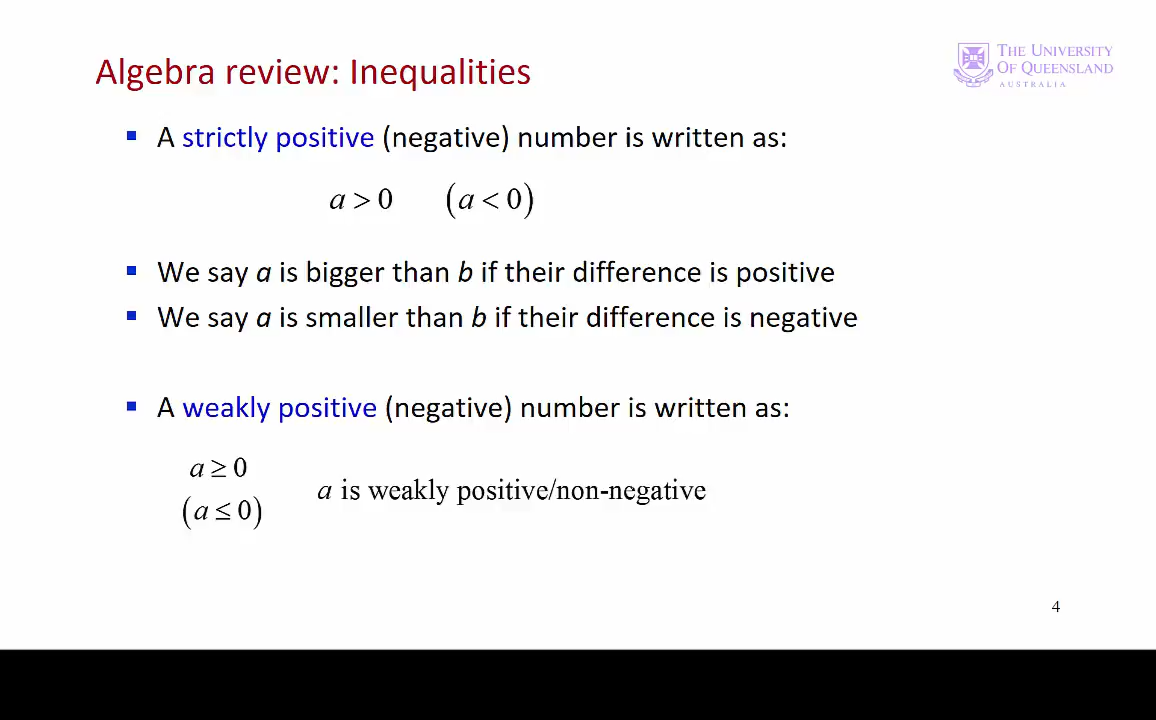 Algebra review: Inequalities
THE UNIVERSITY
OF QUEENSLAND
AUSTRALIA
▪ A strictly positive (negative) number is written as:
a > 0 (a < 0)
▪ We say a is bigger than b if their difference is positive
▪ We say a is smaller than b if their difference is negative
▪ A weakly positive (negative) number is written as:
a ≥ 0
(a ≤ 0)
a is weakly positive/non-negative
4